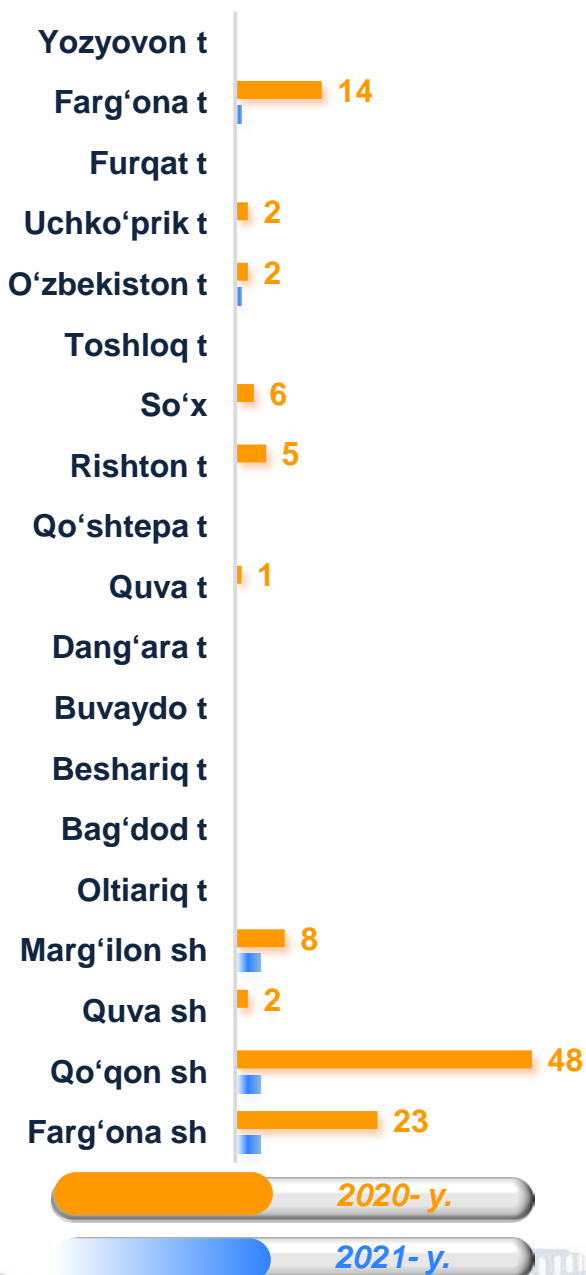 Yozyovon t
Farg‘ona t 14
Furqat t
Uchko‘prik t 2
O‘zbekiston t 2
Toshloq t
So‘x 6
Rishton t 5
Qo‘shtepa t
Quva t 1
Dang‘ara t
Buvaydo t
Beshariq t
Bag‘dod t
Oltiariq t
Marg‘ilon sh 8
Quva sh 2
Qo‘qon sh 48
Farg‘ona sh 23
2020- y.
2021- y.